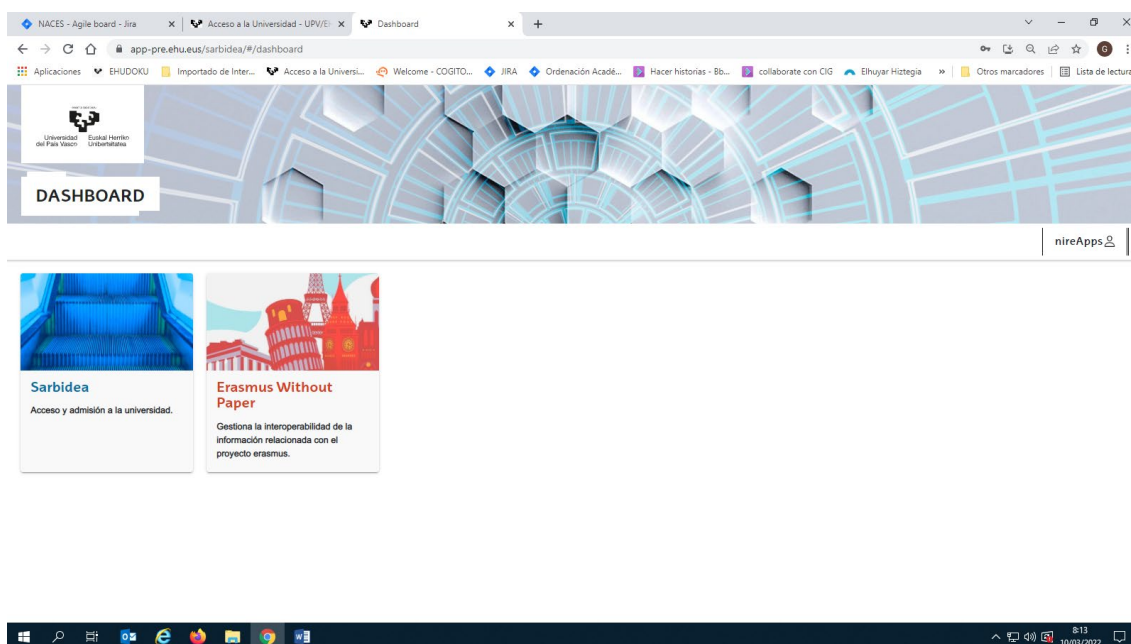 NACES - Agile board - Jira
Acceso a la Universidad - UPV/E
Dashboard
app-pre.ehu.eus/sarbidea/#/dashboard
Aplicaciones
EHUDOKU
Importado de Inter...
Acceso a la Universi...
Welcome - COGITO...
JIRA
Ordenación Acadé...
Hacer historias - Bb...
collaborate con CIG
Elhuyar Hiztegia
»
Otros marcadores
Lista de lectura
G
Universidad del País Vasco
Euskal Herriko Unibertsitatea
DASHBOARD
nireApps
Sarbidea
Acceso y admisión a la universidad.
Erasmus Without
Paper
Gestiona la interoperabilidad de la
información relacionada con el
proyecto erasmus.
8:13
10/03/2022